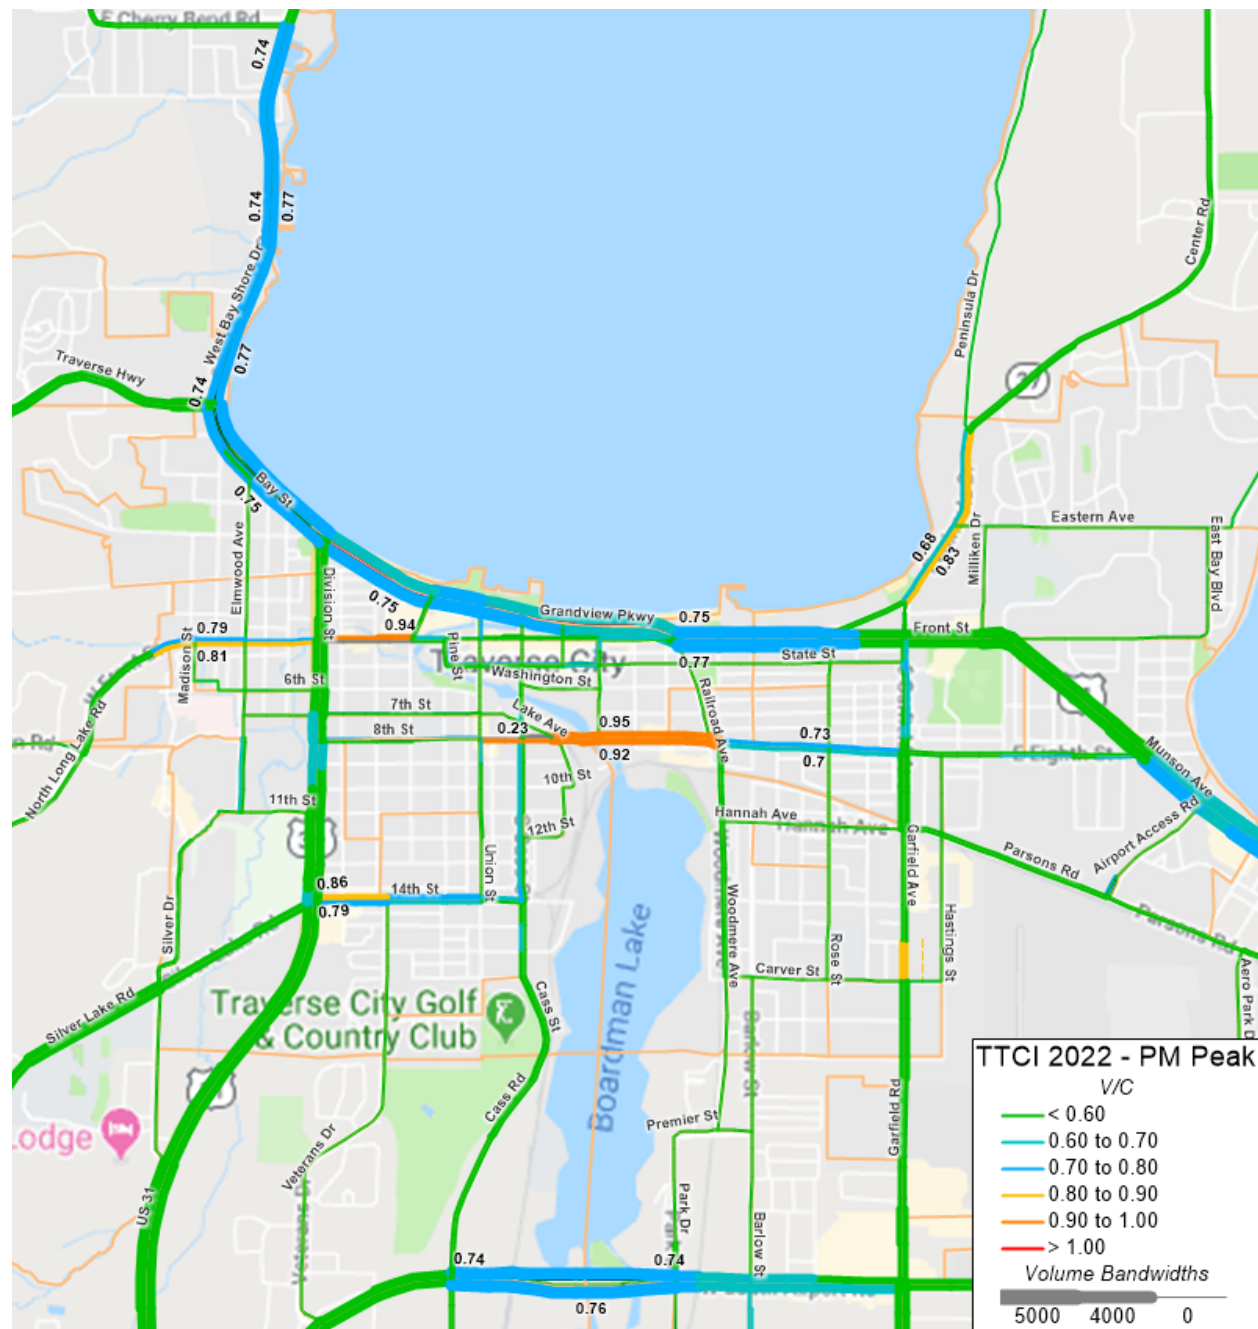 E Cherry Bend Rd
0.74
0.74
0.77
West Bay Shore Dr
0.77
0.74
Traverse Hwy
Center Rd
Peninsula Dr
37
Bay St
0.75
Elmwood Ave
Division St
0.75
0.94
Grandview Pkwy
0.75
0.77
0.68
0.83
Milliken Dr
Eastern Ave
East Bay Blvd
Front St
State St
0.79
0.81
Madison St
6th St
Pine St
Traverse City
Washington St
7th St
8th St
Lake Ave
0.23
0.95
0.92
Railroad Ave
0.73
0.7
E Eighth St
Munson Ave
North Long Lake Rd
10th St
11th St
12th St
Hannah Ave
Hannah Ave
Airport Access Rd
Parsons Rd
Parsons Rd
Garfield Ave
Union St
0.86
14th St
0.79
Silver Dr
Silver Lake Rd
Woodmere Ave
Woodmere Ave
Rose St
Hastings St
Carver St
Aero Park D
Traverse City Golf
& Country Club
Cass St
Boardman Lake
Barlow St
Cass Rd
Lodge
Premier St
Garfield Rd
Veterans Dr
Veterans Dr
US 31
Park Dr
Park
Barlow St
0.74
0.74
0.76
TTCI 2022 - PM Peak
V/C
< 0.60
0.60 to 0.70
0.70 to 0.80
0.80 to 0.90
0.90 to 1.00
> 1.00
Volume Bandwidths
5000 4000 0